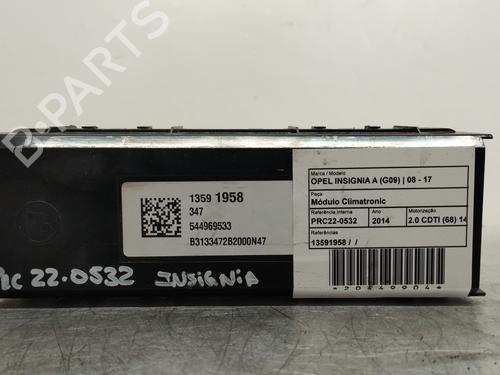 1359 1958
347
544969533
B3133472B2000N47
PRC 22.0532 INSIGNIA
Marca / Modelo
OPEL INSIGNIA A (G09) | 08 - 17
Peça
Módulo Climatronic
Referência interna Ano Motorização
PRC22-0532 2014 2.0 CDTI (68) 14
Referências
13591958 / /